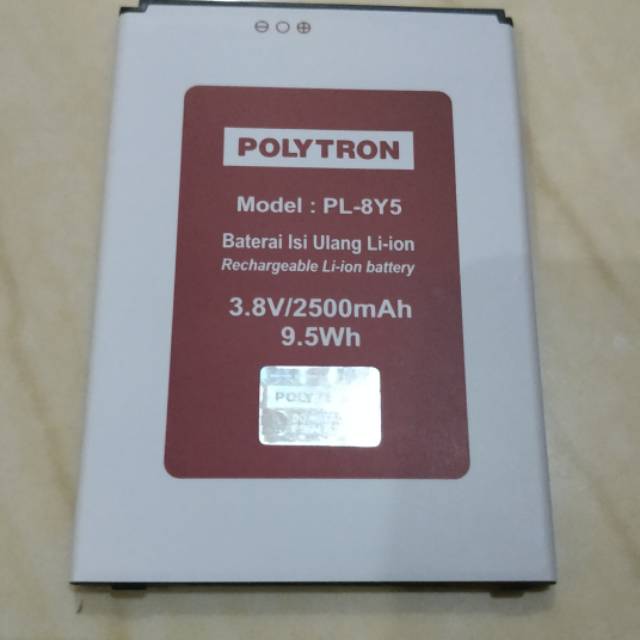 POLYTRON
Model : PL-8Y5
Baterai Isi Ulang Li-ion
Rechargeable Li-ion battery
3.8V/2500mAh
9.5Wh